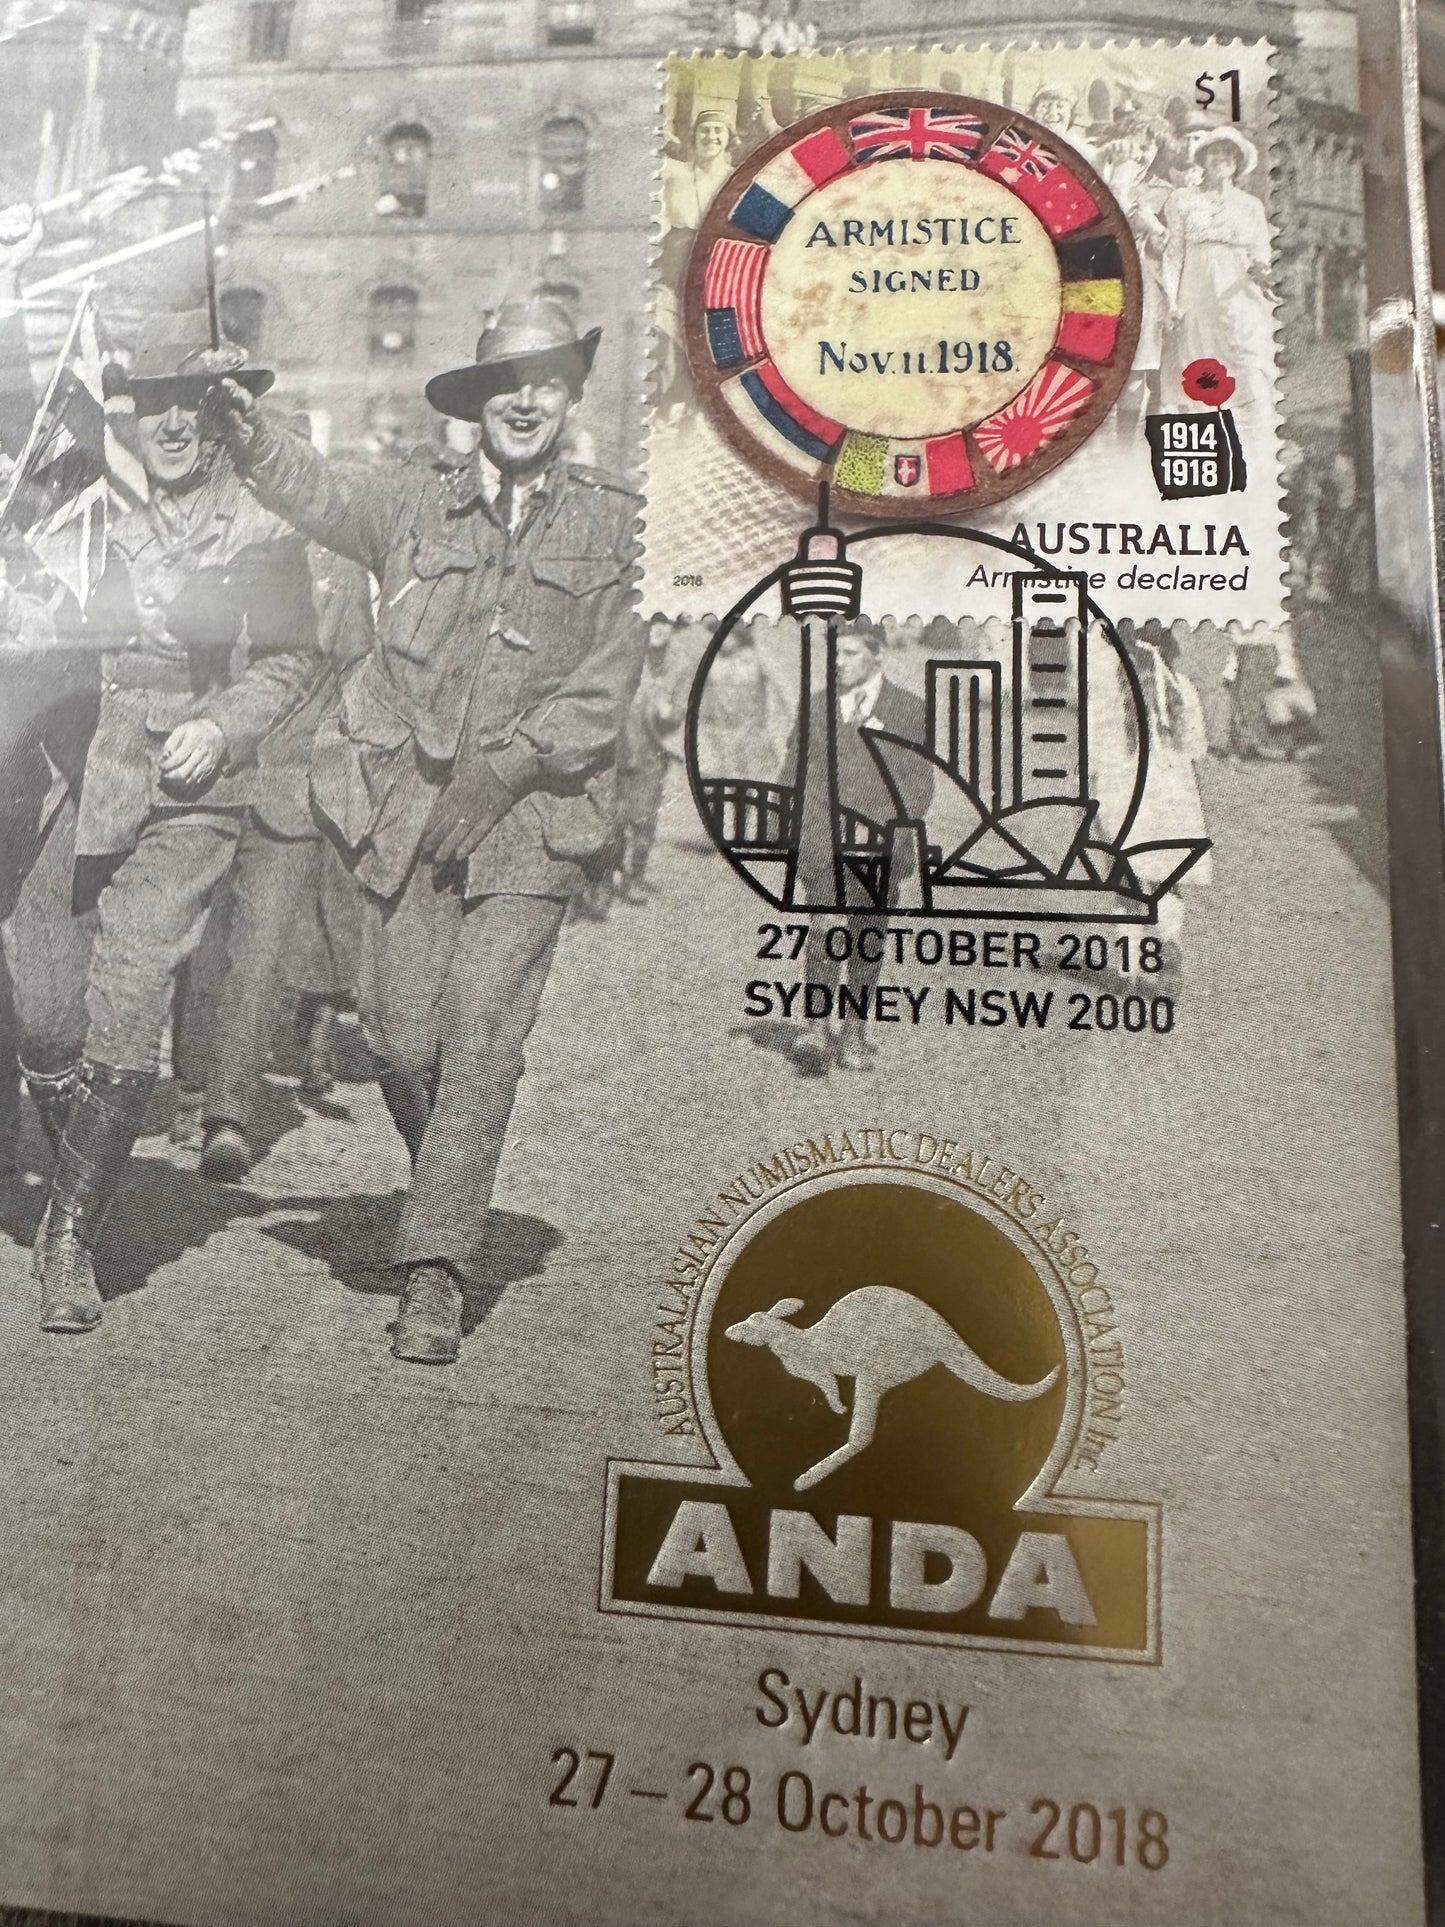 $1
ARMISTICE
SIGNED
Nov. 11. 1918.
1914
1918
AUSTRALIA
Armistice declared
2018
27 OCTOBER 2018
SYDNEY NSW 2000
AUSTRALASIAN NUMISMATIC DEALERS ASSOCIATION Inc
ANDA
Sydney
27 – 28 October 2018